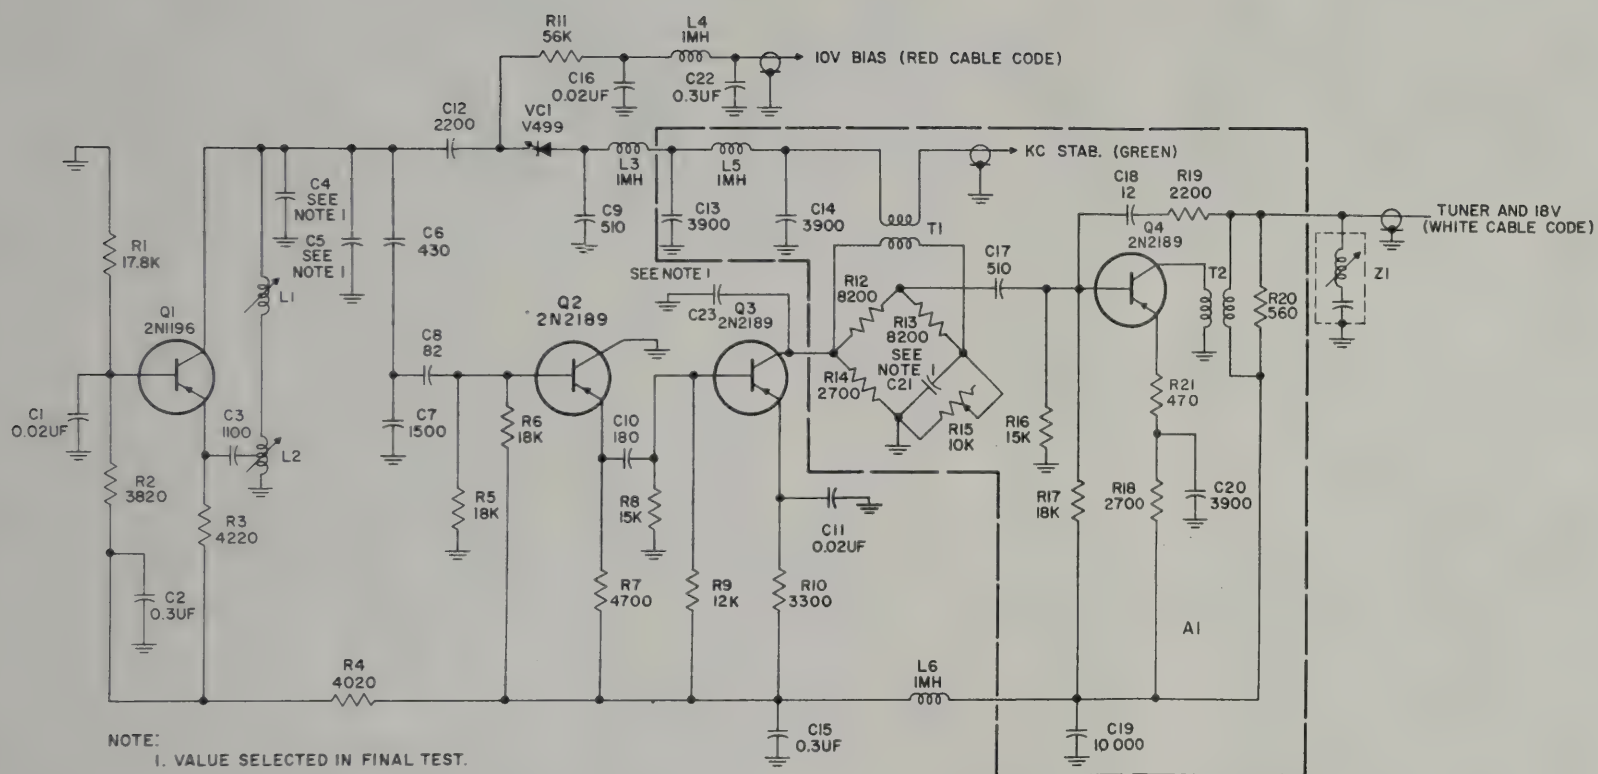 R11
56K
L4
1MH
10V BIAS (RED CABLE CODE)
C16
0.02UF
C22
0.3UF
C12
2200
VC1
V499
L3
1MH
L5
1MH
KC STAB. (GREEN)
C18
12
R19
2200
Q4
2N2189
TUNER AND 18V
(WHITE CABLE CODE)
C4
SEE
NOTE 1
C5
SEE
NOTE 1
C9
510
C13
3900
C14
3900
T1
R1
17.8K
C6
430
SEE NOTE 1
C23
R12
8200
C17
510
T2
R20
560
Z1
L1
Q1
2N1196
Q2
2N2189
Q3
2N2189
R13
8200
SEE
NOTE 1
C21
C8
82
R14
2700
R21
470
C1
0.02UF
C3
1100
L2
C7
1500
R6
18K
C10
180
R15
10K
R16
15K
R2
3820
R3
4220
R5
18K
R8
15K
C11
0.02UF
R17
18K
R18
2700
C20
3900
C2
0.3UF
R7
4700
R9
12K
R10
3300
A1
R4
4020
L6
1MH
C15
0.3UF
C19
10 000
NOTE:
1. VALUE SELECTED IN FINAL TEST.